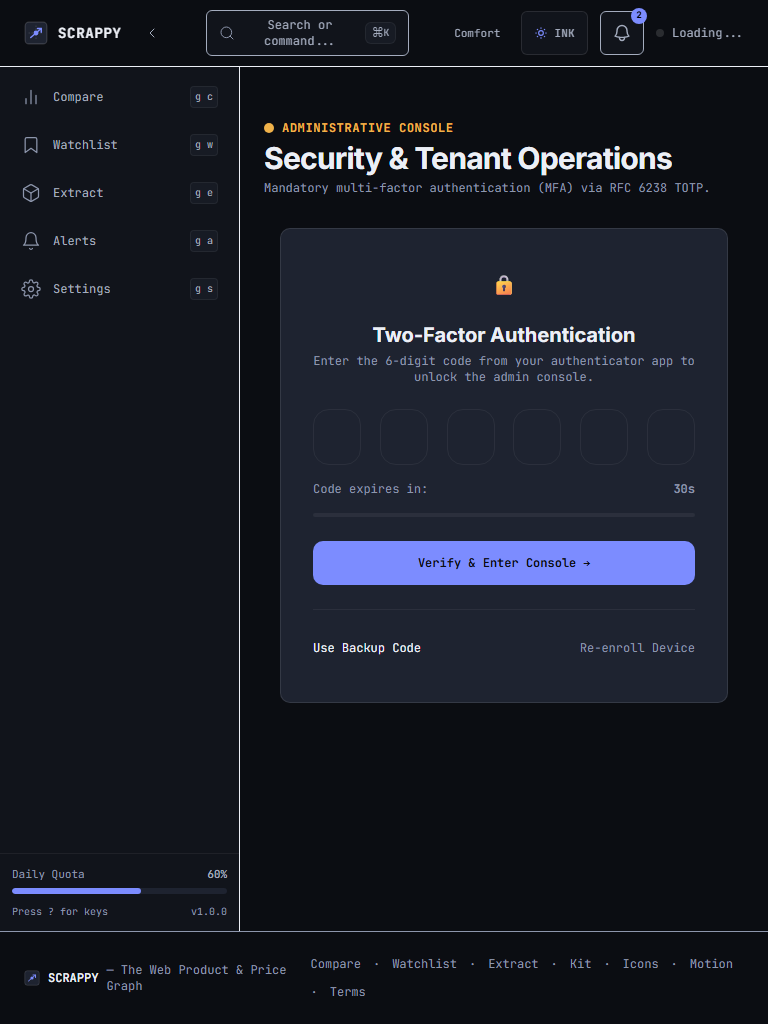 SCRAPPY
Search or
command...
⌘K
Comfort
INK
2
Loading...
Compare
g c
Watchlist
g w
Extract
g e
Alerts
g a
Settings
g s
ADMINISTRATIVE CONSOLE
Security & Tenant Operations
Mandatory multi-factor authentication (MFA) via RFC 6238 TOTP.
Two-Factor Authentication
Enter the 6-digit code from your authenticator app to
unlock the admin console.
Code expires in:
30s
Verify & Enter Console →
Use Backup Code
Re-enroll Device
Daily Quota
60%
Press ? for keys
v1.0.0
SCRAPPY
— The Web Product & Price
Graph
Compare · Watchlist · Extract · Kit · Icons · Motion
· Terms